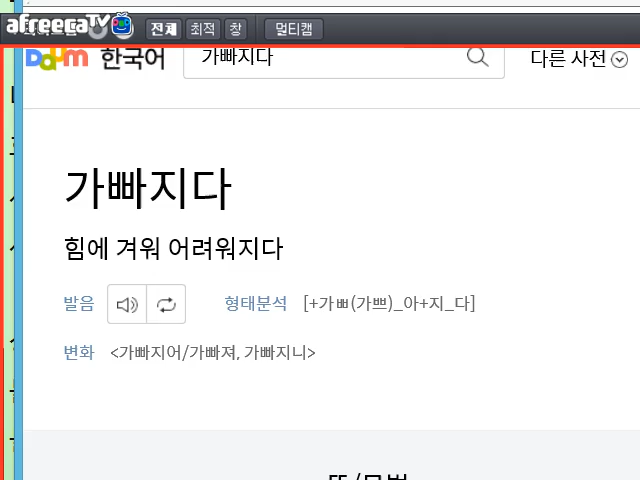 afreecaTV 전체 최적 창 멀티캠
Daum 한국어 가빠지다 다른 사전
가빠지다
힘에 겨워 어려워지다
발음 형태분석 [+가ㅃ(가쁘)_아+지_다]
변화 <가빠지어/가빠져, 가빠지니>